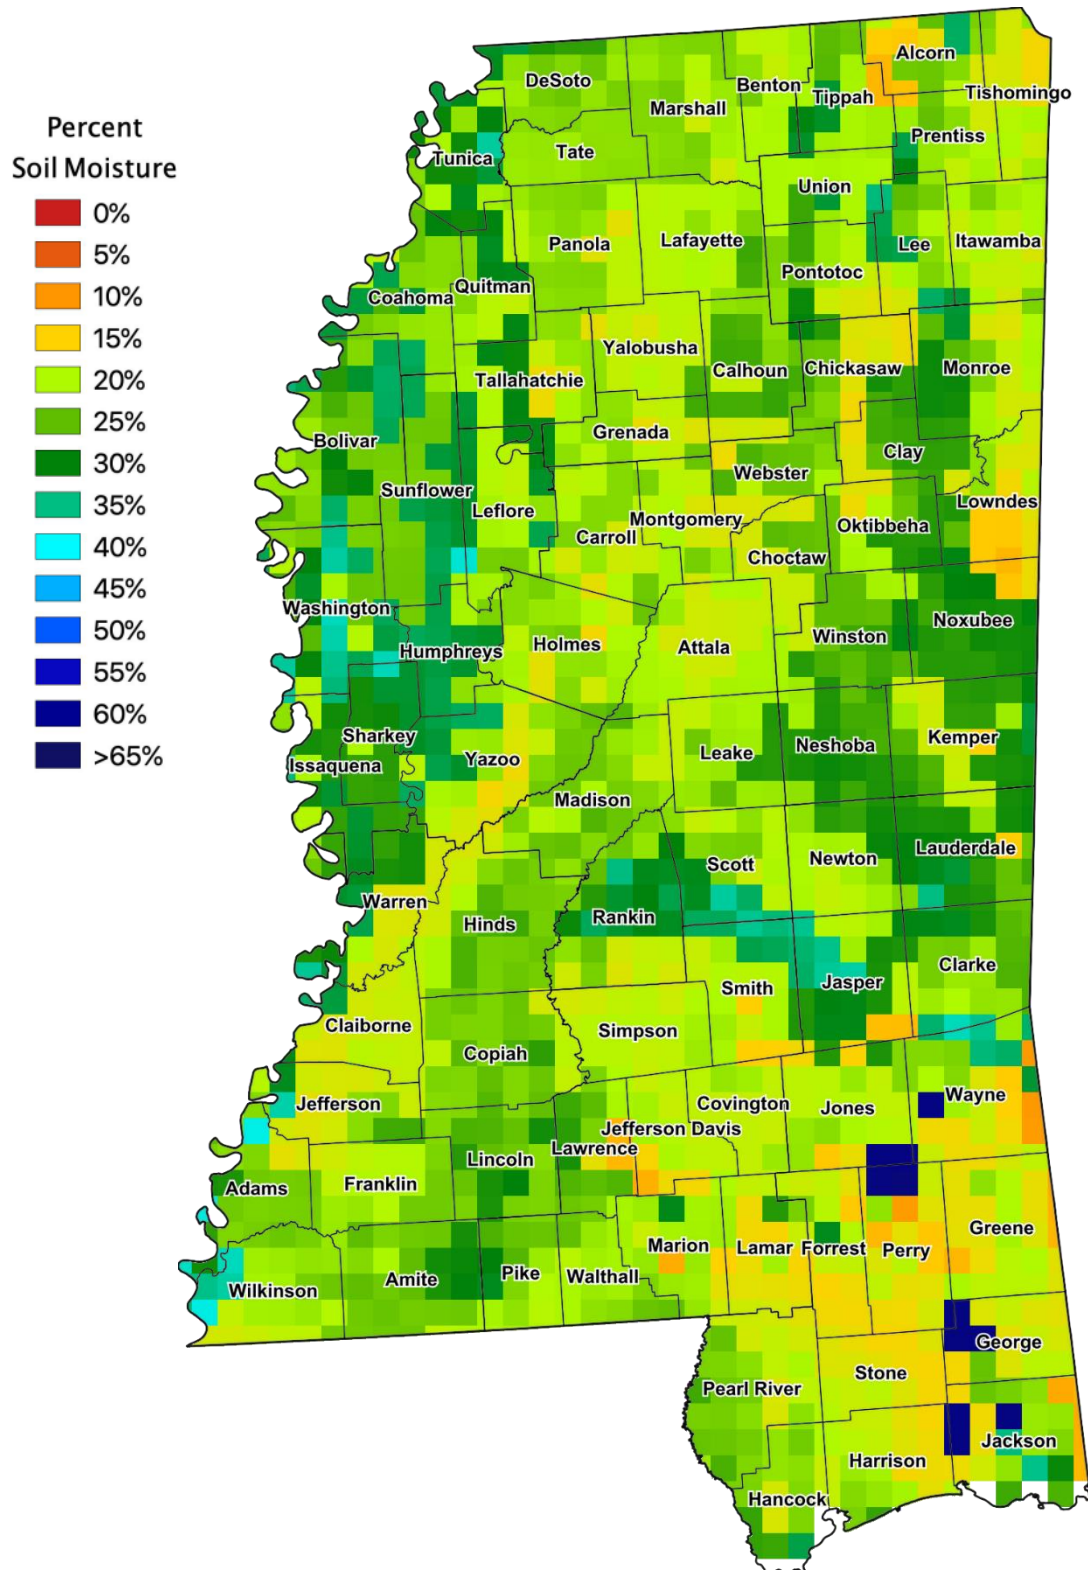 Percent
Soil Moisture
0%
5%
10%
15%
20%
25%
30%
35%
40%
45%
50%
55%
60%
>65%
Alcorn
DeSoto
Benton
Tippah
Tishomingo
Marshall
Prentiss
Tunica
Tate
Union
Panola
Lafayette
Lee
Itawamba
Pontotoc
Quitman
Coahoma
Yalobusha
Calhoun
Chickasaw
Monroe
Tallahatchie
Grenada
Bolivar
Clay
Webster
Sunflower
Lowndes
Leflore
Montgomery
Oktibbeha
Carroll
Choctaw
Washington
Noxubee
Winston
Holmes
Attala
Humphreys
Sharkey
Kemper
Neshoba
Leake
Yazoo
Issaquena
Madison
Lauderdale
Newton
Scott
Warren
Rankin
Hinds
Clarke
Smith
Jasper
Claiborne
Simpson
Copiah
Wayne
Jefferson
Covington
Jones
Jefferson Davis
Lawrence
Lincoln
Franklin
Adams
Greene
Marion
Lamar
Forrest
Perry
Pike
Walthall
Amite
Wilkinson
George
Stone
Pearl River
Jackson
Harrison
Hancock